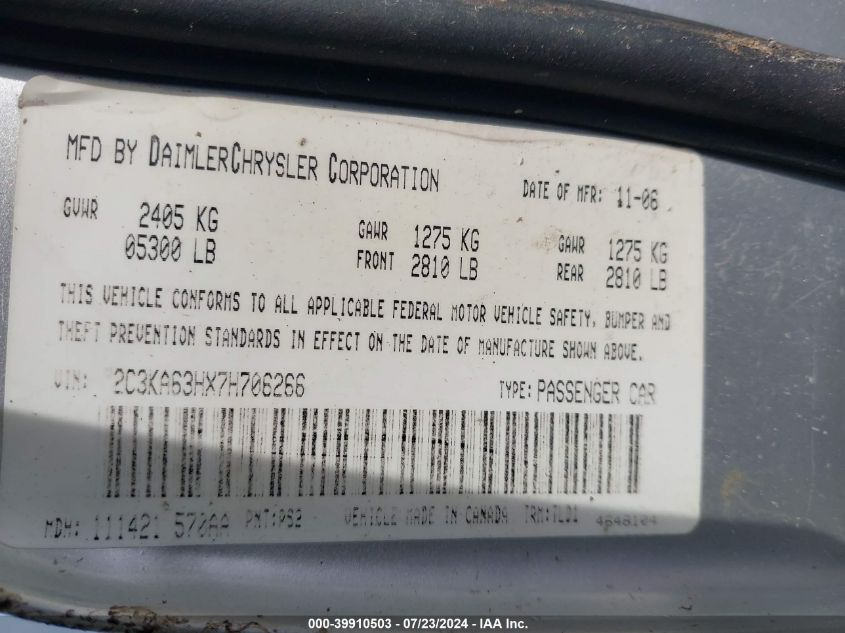 MFD BY DAIMLERCHRYSLER CORPORATION DATE OF MFR: 11-06
GVWR 2405 KG GAWR 1275 KG GAWR 1275 KG
05300 LB FRONT 2810 LB REAR 2810 LB
THIS VEHICLE CONFORMS TO ALL APPLICABLE FEDERAL MOTOR VEHICLE SAFETY, BUMPER AND
THEFT PREVENTION STANDARDS IN EFFECT ON THE DATE OF MANUFACTURE SHOWN ABOVE.
VIN: 2C3KA63HX7H706266 TYPE: PASSENGER CAR
MDH: 111421 570AA PNT: PS2 VEHICLE MADE IN CANADA TRM: TLD1 4648104
000-39910503 - 07/23/2024 - IAA Inc.